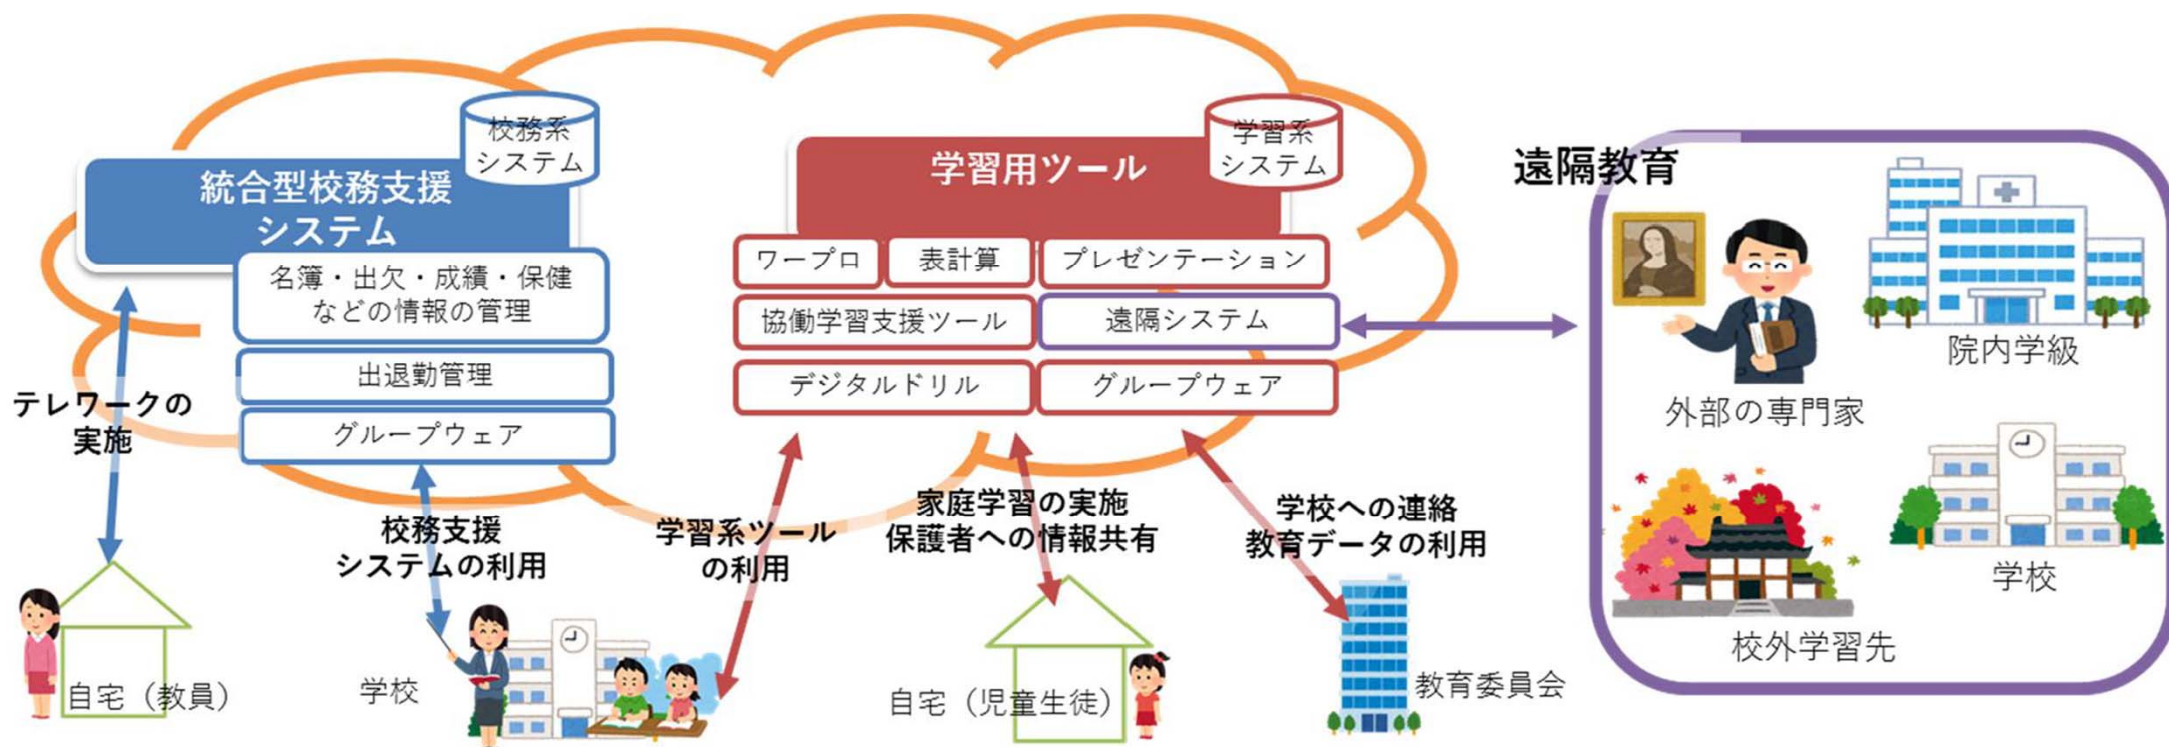 校務系
システム
統合型校務支援
システム
名簿・出欠・成績・保健
などの情報の管理
出退勤管理
グループウェア
学習系
システム
学習用ツール
ワープロ
表計算
プレゼンテーション
協働学習支援ツール
遠隔システム
デジタルドリル
グループウェア
遠隔教育
外部の専門家
院内学級
校外学習先
学校
テレワークの
実施
校務支援
システムの利用
学習系ツール
の利用
家庭学習の実施
保護者への情報共有
学校への連絡
教育データの利用
自宅（教員）
学校
自宅（児童生徒）
教育委員会